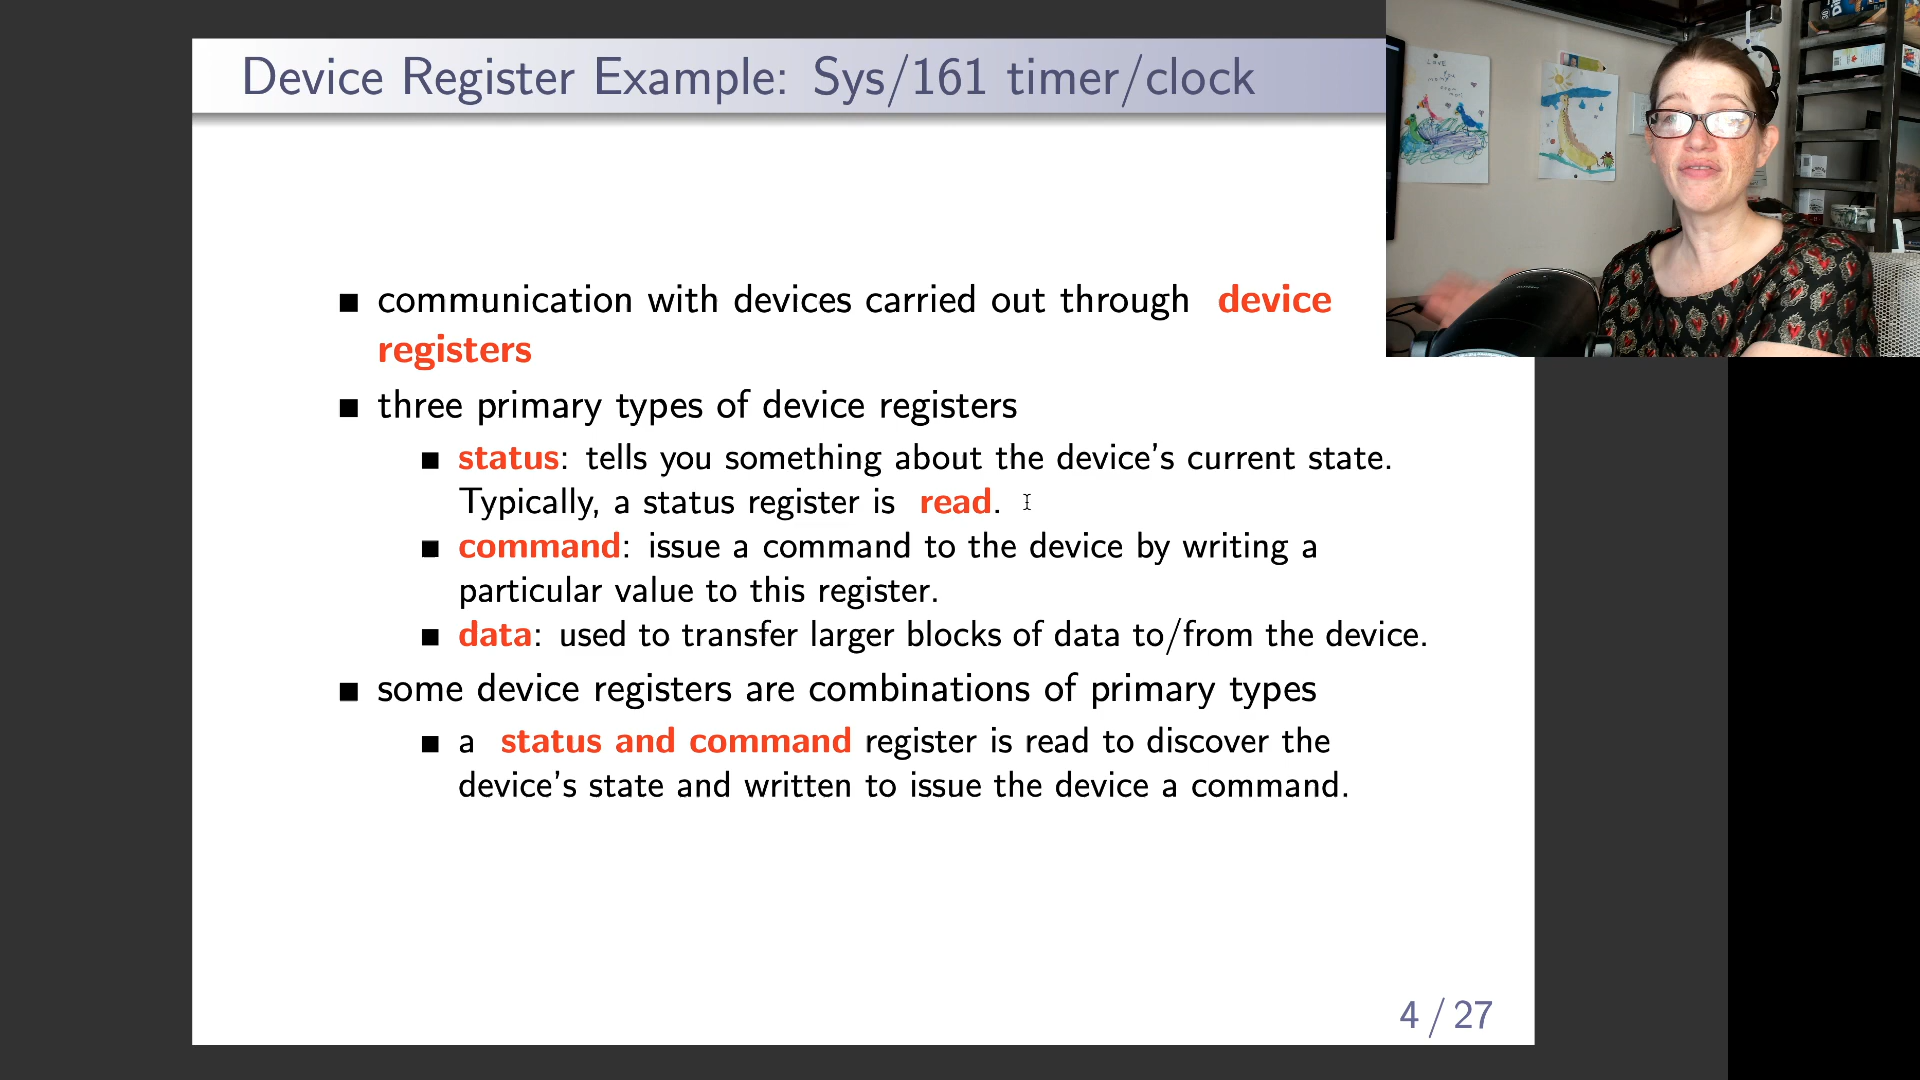 Device Register Example: Sys/161 timer/clock
■ communication with devices carried out through device
registers
■ three primary types of device registers
■ status: tells you something about the device's current state.
Typically, a status register is read.
■ command: issue a command to the device by writing a
particular value to this register.
■ data: used to transfer larger blocks of data to/from the device.
■ some device registers are combinations of primary types
■ a status and command register is read to discover the
device's state and written to issue the device a command.
4 / 27
LOVE